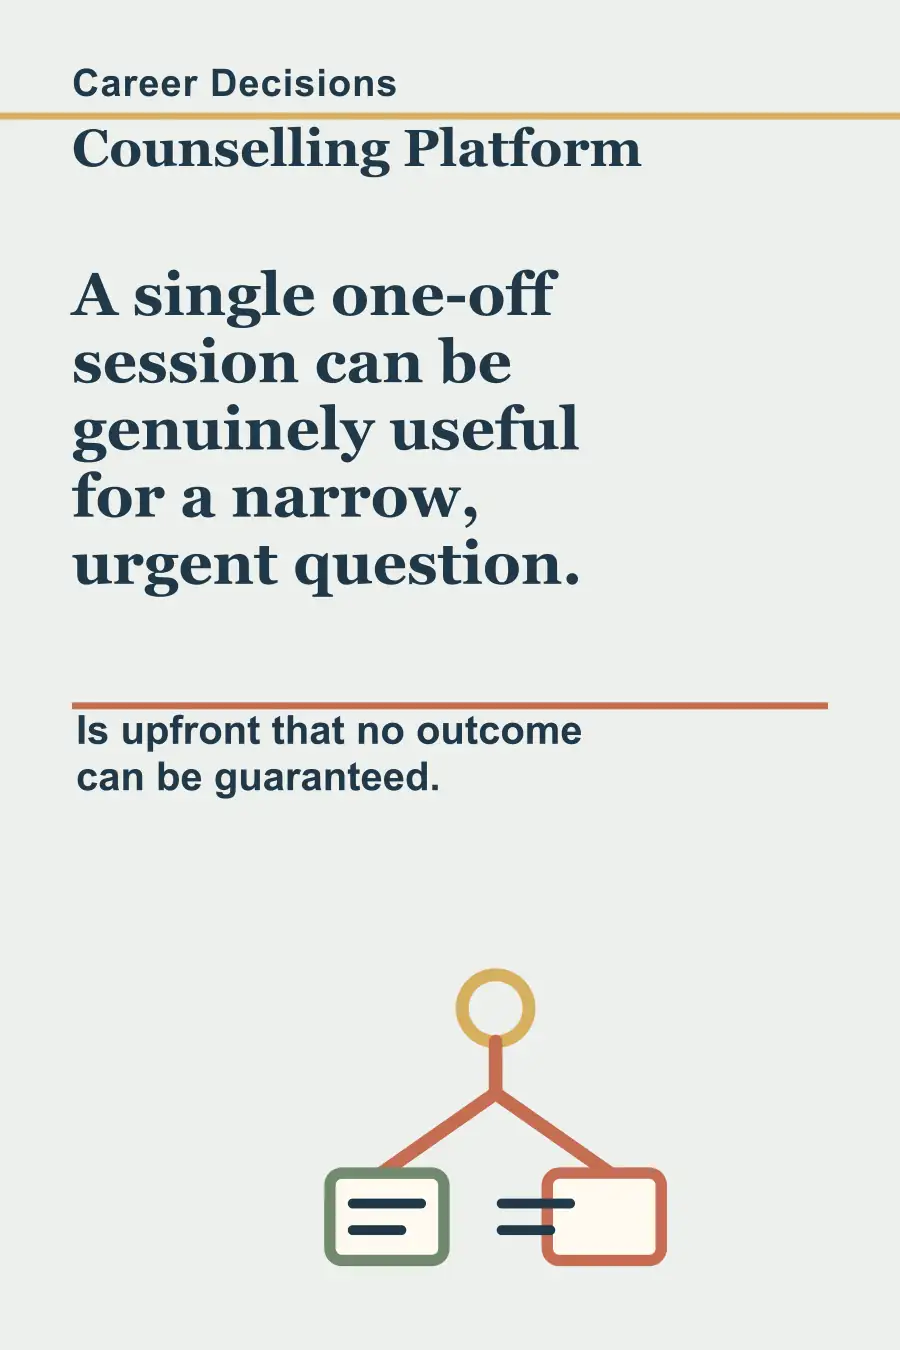 Career Decisions
Counselling Platform
A single one-off
session can be
genuinely useful
for a narrow,
urgent question.
Is upfront that no outcome
can be guaranteed.